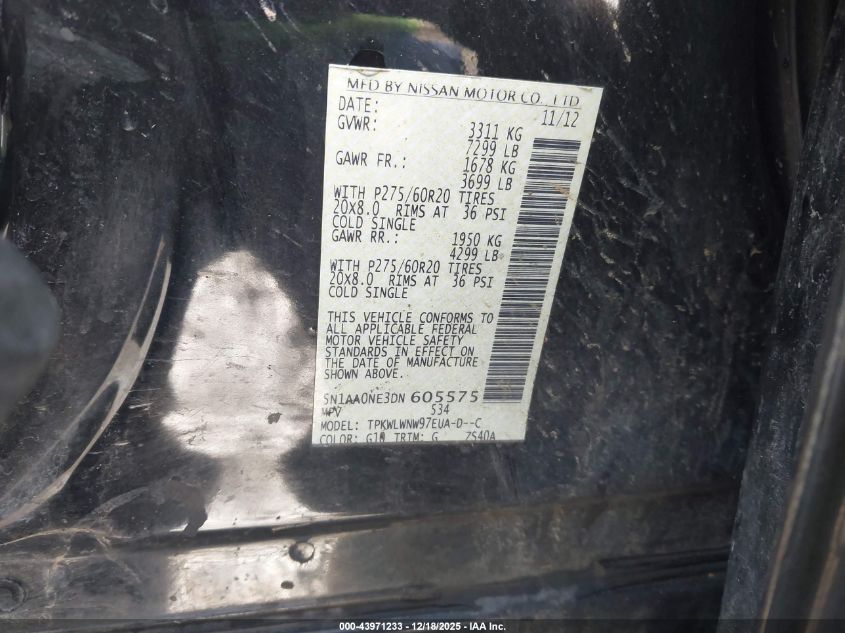 MFD BY NISSAN MOTOR CO., LTD
DATE: 11/12
GVWR: 3311 KG
7299 LB
GAWR FR.: 1678 KG
3699 LB
WITH P275/60R20 TIRES
20X8.0 RIMS AT 36 PSI
COLD SINGLE
GAWR RR.: 1950 KG
4299 LB
WITH P275/60R20 TIRES
20X8.0 RIMS AT 36 PSI
COLD SINGLE
THIS VEHICLE CONFORMS TO
ALL APPLICABLE FEDERAL
MOTOR VEHICLE SAFETY
STANDARDS IN EFFECT ON
THE DATE OF MANUFACTURE
SHOWN ABOVE.
5N1AA0NE3DN 605575
MPV S34
MODEL: TPKWLWNW97EUA-D--C
COLOR: TRIM: G 7S40A
000-43971233 - 12/18/2025 - IAA Inc.